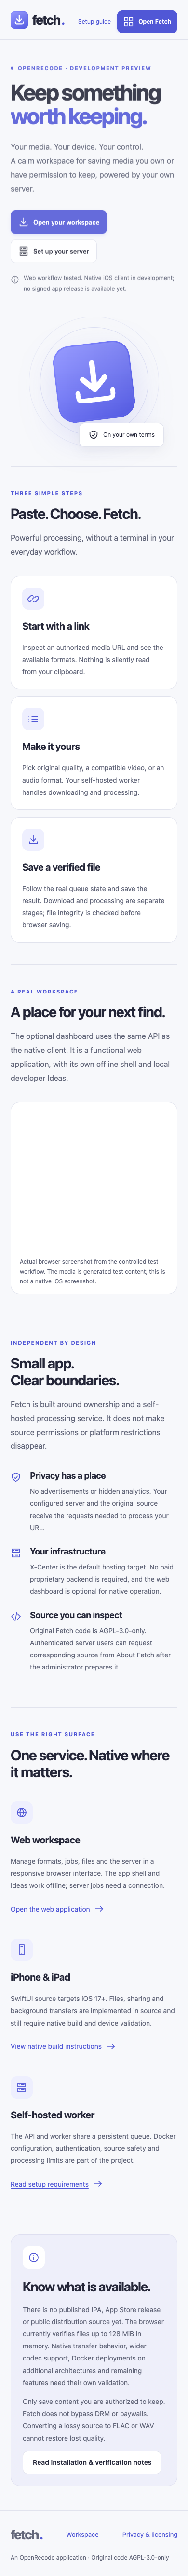 fetch.
Setup guide
Open Fetch
OPENRECODE · DEVELOPMENT PREVIEW
Keep something
worth keeping.
Your media. Your device. Your control.
A calm workspace for saving media you own or
have permission to keep, powered by your own
server.
Open your workspace
Set up your server
Web workflow tested. Native iOS client in development;
no signed app release is available yet.
On your own terms
THREE SIMPLE STEPS
Paste. Choose. Fetch.
Powerful processing, without a terminal in your
everyday workflow.
Start with a link
Inspect an authorized media URL and see the
available formats. Nothing is silently read
from your clipboard.
Make it yours
Pick original quality, a compatible video, or an
audio format. Your self-hosted worker
handles downloading and processing.
Save a verified file
Follow the real queue state and save the
result. Download and processing are separate
stages; file integrity is checked before
browser saving.
A REAL WORKSPACE
A place for your next find.
The optional dashboard uses the same API as
the native client. It is a functional web
application, with its own offline shell and local
developer Ideas.
Actual browser screenshot from the controlled test
workflow. The media is generated test content; this is
not a native iOS screenshot.
INDEPENDENT BY DESIGN
Small app.
Clear boundaries.
Fetch is built around ownership and a self-
hosted processing service. It does not make
source permissions or platform restrictions
disappear.
Privacy has a place
No advertisements or hidden analytics. Your
configured server and the original source
receive the requests needed to process your
URL.
Your infrastructure
X-Center is the default hosting target. No paid
proprietary backend is required, and the web
dashboard is optional for native operation.
Source you can inspect
Original Fetch code is AGPL-3.0-only.
Authenticated server users can request
corresponding source from About Fetch after
the administrator prepares it.
USE THE RIGHT SURFACE
One service. Native where
it matters.
Web workspace
Manage formats, jobs, files and the server in a
responsive browser interface. The app shell and
Ideas work offline; server jobs need a connection.
Open the web application
iPhone & iPad
SwiftUI source targets iOS 17+. Files, sharing and
background transfers are implemented in source and
still require native build and device validation.
View native build instructions
Self-hosted worker
The API and worker share a persistent queue. Docker
configuration, authentication, source safety and
processing limits are part of the project.
Read setup requirements
Know what is available.
There is no published IPA, App Store release
or public distribution source yet. The browser
currently verifies files up to 128 MiB in
memory. Native transfer behavior, wider
codec support, Docker deployments on
additional architectures and remaining
features need their own validation.
Only save content you are authorized to keep.
Fetch does not bypass DRM or paywalls.
Converting a lossy source to FLAC or WAV
cannot restore lost quality.
Read installation & verification notes
fetch.
Workspace
Privacy & licensing
An OpenRecode application · Original code AGPL-3.0-only